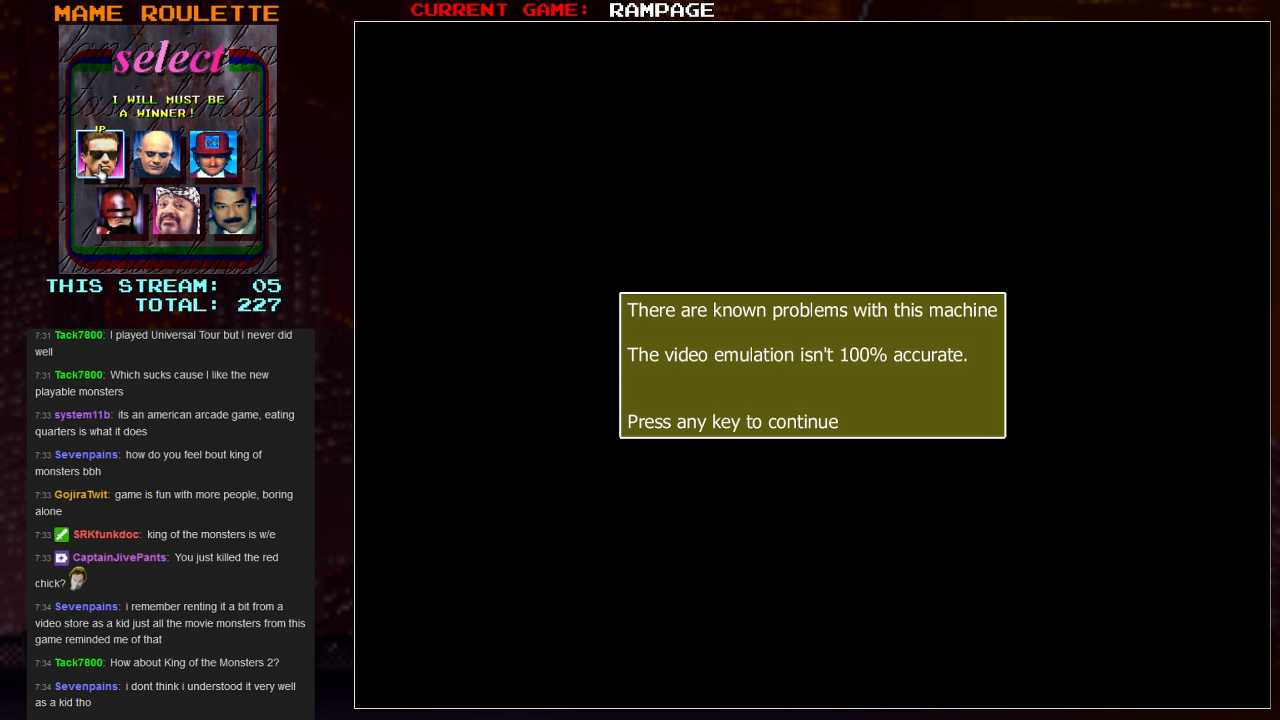 MAME ROULETTE
CURRENT GAME: RAMPAGE
select
I WILL MUST BE
A WINNER!
1P
THIS STREAM: 05
TOTAL: 227
7:31 Tack7800: I played Universal Tour but I never did
well
7:31 Tack7800: Which sucks cause I like the new
playable monsters
7:33 system11b: its an american arcade game, eating
quarters is what it does
7:33 Sevenpains: how do you feel bout king of
monsters bbh
7:33 GojiraTwit: game is fun with more people, boring
alone
7:33 SRKfunkdoc: king of the monsters is w/e
7:33 CaptainJivePants: You just killed the red
chick?
7:34 Sevenpains: i remember renting it a bit from a
video store as a kid just all the movie monsters from this
game reminded me of that
7:34 Tack7800: How about King of the Monsters 2?
7:34 Sevenpains: i dont think i understood it very well
as a kid tho
There are known problems with this machine
The video emulation isn't 100% accurate.
Press any key to continue